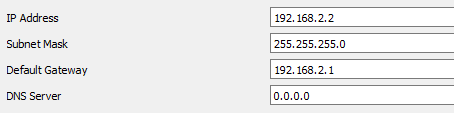 IP Address 192.168.2.2
Subnet Mask 255.255.255.0
Default Gateway 192.168.2.1
DNS Server 0.0.0.0